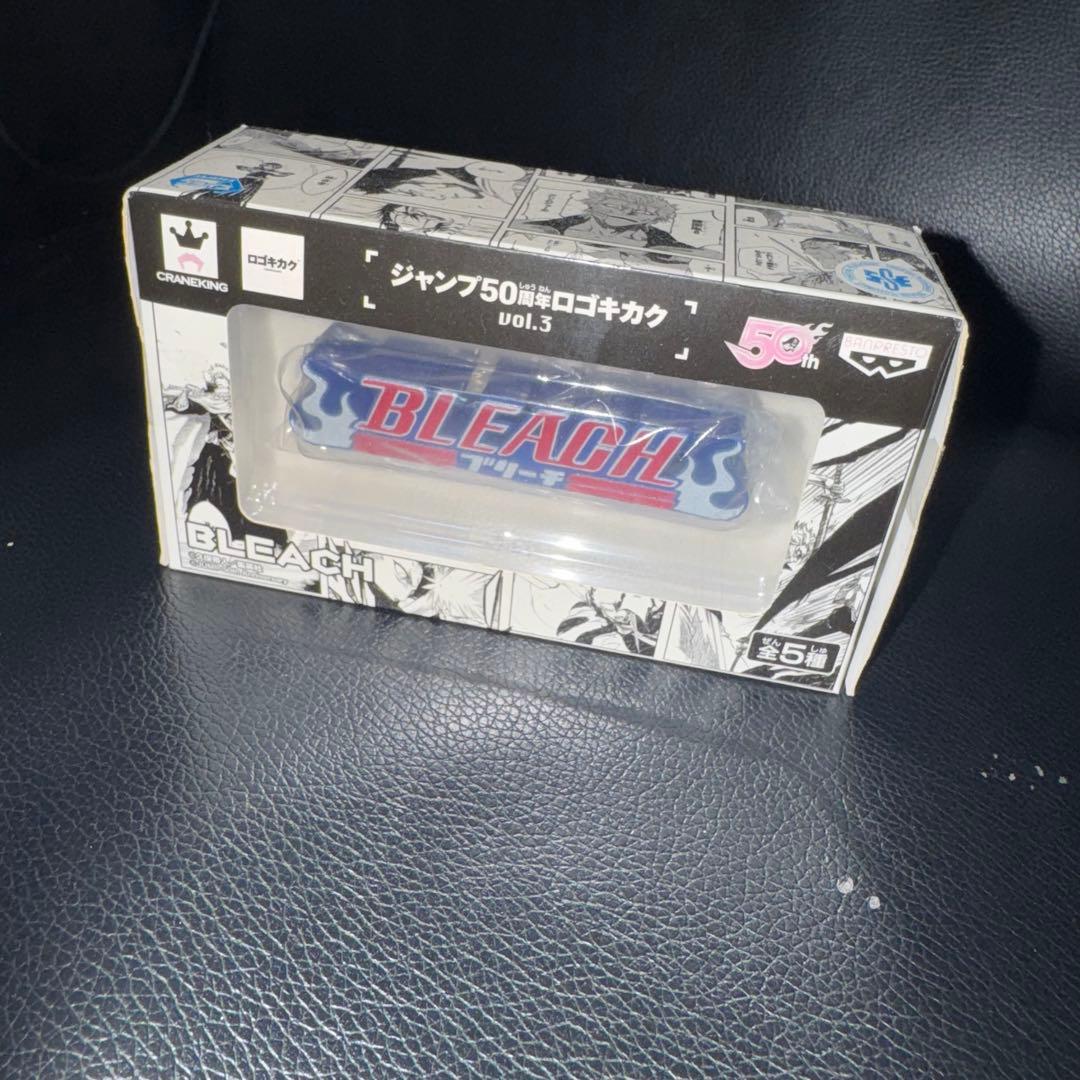 CRANEKING
ロゴキカク
ジャンプ50周年ロゴキカク
しゅう ねん
vol.3
50th
BANPRESTO
BLEACH
ブリーチ
BLEACH
ぜん しゅ
全5種